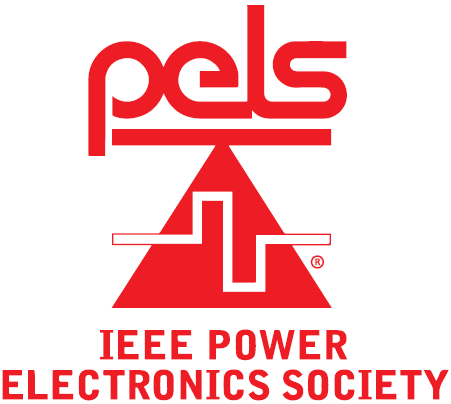 pels
®
IEEE POWER
ELECTRONICS SOCIETY